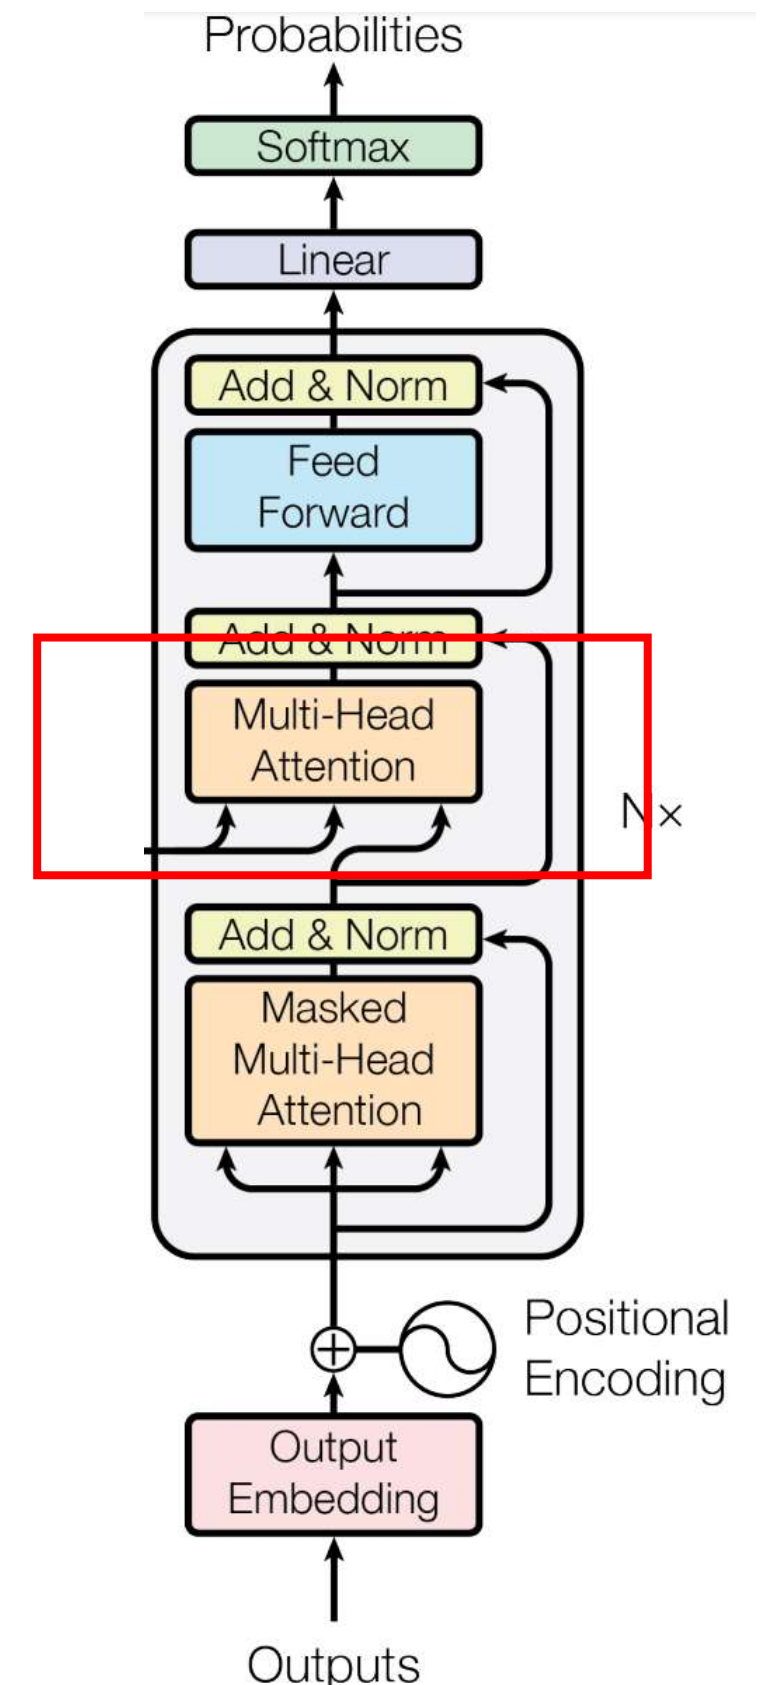 Probabilities
Softmax
Linear
Add & Norm
Feed
Forward
Add & Norm
Multi-Head
Attention
N×
Add & Norm
Masked
Multi-Head
Attention
Positional
Encoding
Output
Embedding
Outputs